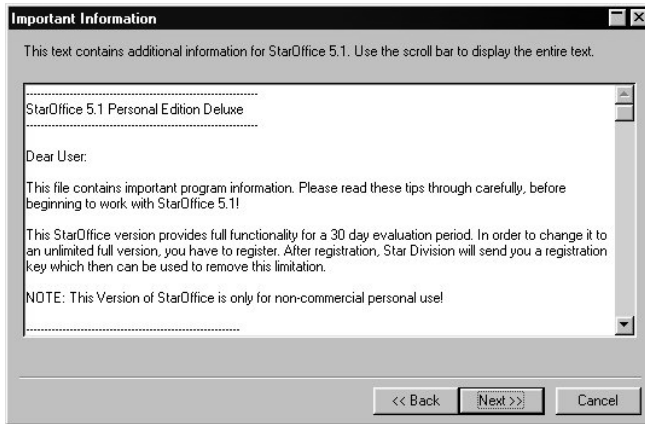 Important Information
This text contains additional information for StarOffice 5.1. Use the scroll bar to display the entire text.
----------------------------------------------------------------
StarOffice 5.1 Personal Edition Deluxe
----------------------------------------------------------------
Dear User:
This file contains important program information. Please read these tips through carefully, before
beginning to work with StarOffice 5.1!
This StarOffice version provides full functionality for a 30 day evaluation period. In order to change it to
an unlimited full version, you have to register. After registration, Star Division will send you a registration
key which then can be used to remove this limitation.
NOTE: This Version of StarOffice is only for non-commercial personal use!
-----------------------------------------------------------
<< Back Next >> Cancel